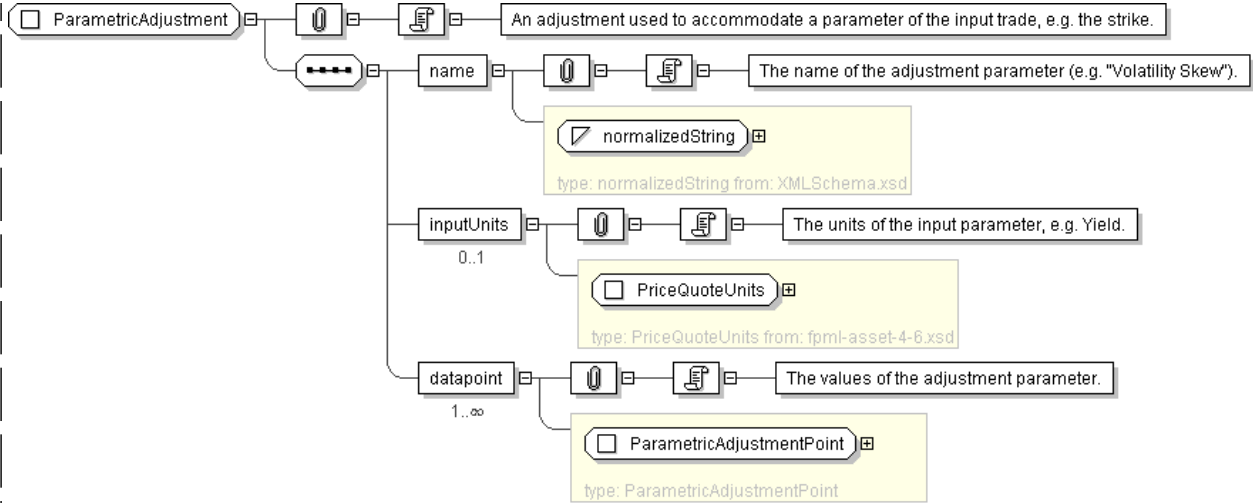 ParametricAdjustment
An adjustment used to accommodate a parameter of the input trade, e.g. the strike.
name
The name of the adjustment parameter (e.g. "Volatility Skew").
normalizedString
type: normalizedString from: XMLSchema.xsd
inputUnits
The units of the input parameter, e.g. Yield.
0..1
PriceQuoteUnits
type: PriceQuoteUnits from: fpml-asset-4-6.xsd
datapoint
The values of the adjustment parameter.
1..∞
ParametricAdjustmentPoint
type: ParametricAdjustmentPoint